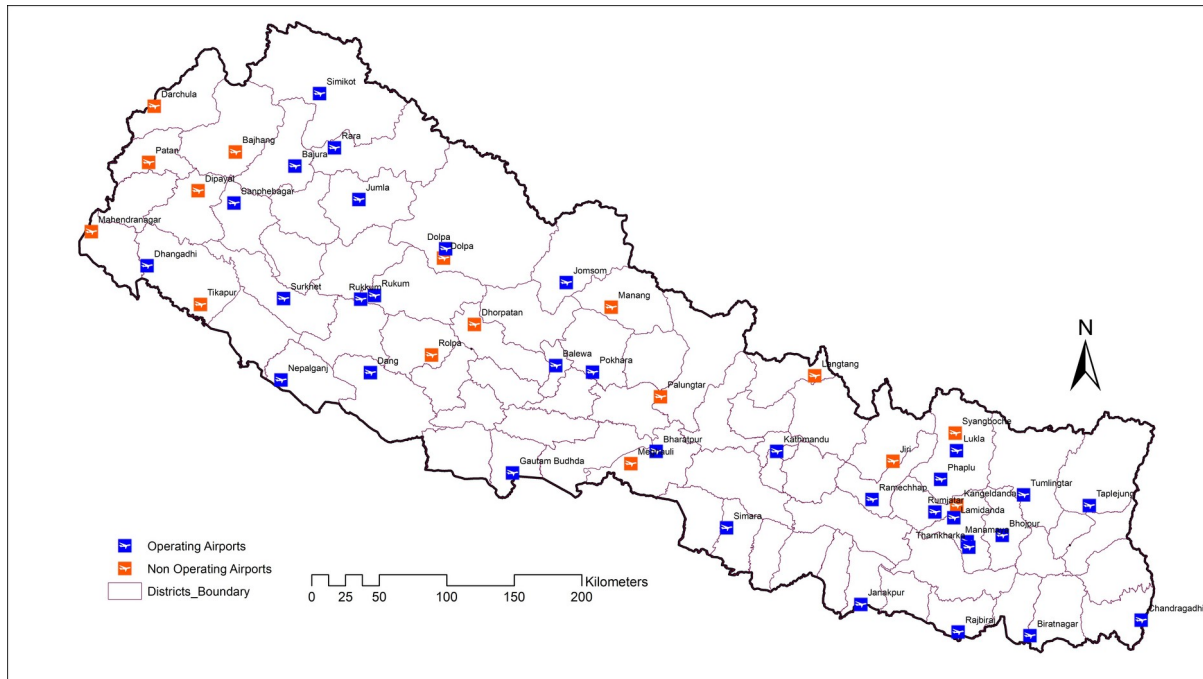 Simikot
Darchula
Rara
Bajhang
Patan
Bajura
Dipayal
Sanphebagar
Jumla
Mahendranagar
Dolpa
Dolpa
Dhangadhi
Jomsom
Surkhet
Rukkum
Rukum
Tikapur
Manang
Dhorpatan
Rolpa
Balewa
Pokhara
Dang
Nepalganj
Langtang
Palungtar
N
Syangboche
Lukla
Bharatpur
Kathmandu
Jiri
Meghauli
Gautam Budhda
Phaplu
Kangeldanda
Tumlingtar
Ramechhap
Rumjatar
Taplejung
Lamidanda
Simara
Thamkharka
Manamaya
Bhojpur
Operating Airports
Non Operating Airports
Districts_Boundary
Kilometers
0 25 50 100 150 200
Janakpur
Chandragadhi
Rajbiraj
Biratnagar